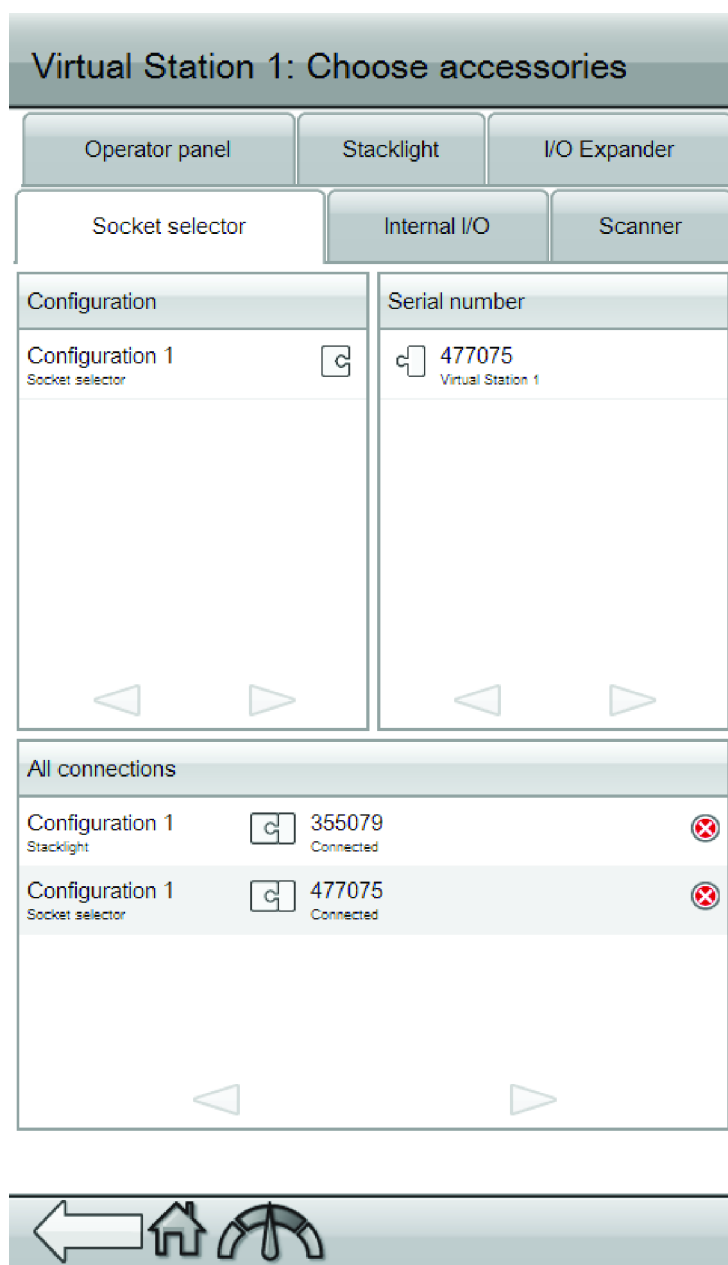 Virtual Station 1: Choose accessories
Operator panel
Stacklight
I/O Expander
Socket selector
Internal I/O
Scanner
Configuration
Configuration 1
Socket selector
Serial number
477075
Virtual Station 1
All connections
Configuration 1
Stacklight
355079
Connected
Configuration 1
Socket selector
477075
Connected